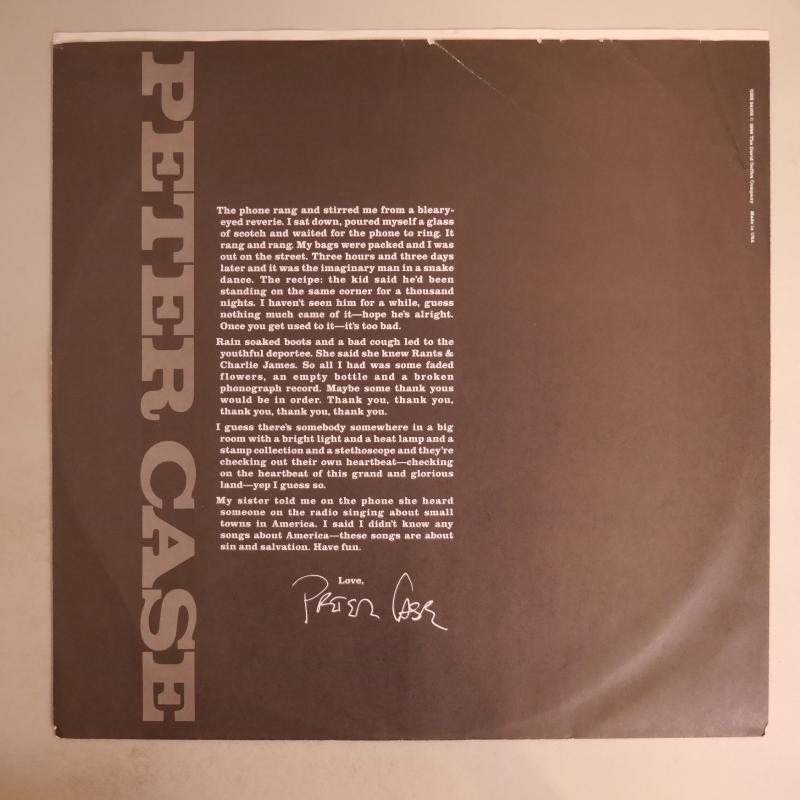 PETER CASE
The phone rang and stirred me from a bleary-
eyed reverie. I sat down, poured myself a glass
of scotch and waited for the phone to ring. It
rang and rang. My bags were packed and I was
out on the street. Three hours and three days
later and it was the imaginary man in a snake
dance. The recipe: the kid said he'd been
standing on the same corner for a thousand
nights. I haven't seen him for a while, guess
nothing much came of it—hope he's alright.
Once you get used to it—it's too bad.
Rain soaked boots and a bad cough led to the
youthful deportee. She said she knew Rants &
Charlie James. So all I had was some faded
flowers, an empty bottle and a broken
phonograph record. Maybe some thank yous
would be in order. Thank you, thank you,
thank you, thank you, thank you.
I guess there's somebody somewhere in a big
room with a bright light and a heat lamp and a
stamp collection and a stethoscope and they're
checking out their own heartbeat—checking
on the heartbeat of this grand and glorious
land—yep I guess so.
My sister told me on the phone she heard
someone on the radio singing about small
towns in America. I said I didn't know any
songs about America—these songs are about
sin and salvation. Have fun.
Love,
Peter Case
The David Geffen Company Made in USA